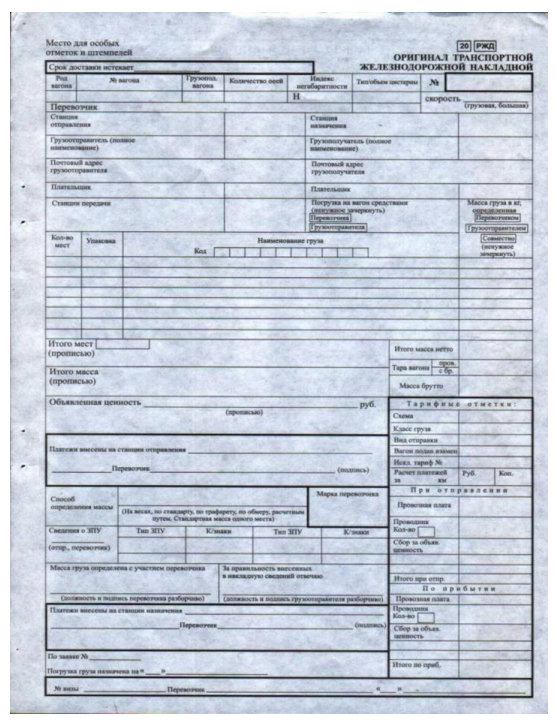 Место для особых
отметок и штемпелей
20 РЖД
ОРИГИНАЛ ТРАНСПОРТНОЙ
ЖЕЛЕЗНОДОРОЖНОЙ НАКЛАДНОЙ
Срок доставки истекает
Род вагона
№ вагона
Грузопод. вагона
Количество осей
Индекс негабаритности
Н
Тип/объем цистерны
№
скорость
(грузовая, большая)
Перевозчик
Станция
отправления
Станция
назначения
Грузоотправитель (полное
наименование)
Грузополучатель (полное
наименование)
Почтовый адрес
грузоотправителя
Почтовый адрес
грузополучателя
Плательщик
Плательщик
Станции передачи
Погрузка на вагон средствами
(ненужное зачеркнуть)
Перевозчика
Грузоотправителя
Масса груза в кг,
определенная
Перевозчиком
Грузоотправителем
Совместно
(ненужное
зачеркнуть)
Кол-во
мест
Упаковка
Наименование груза
Код
Итого мест
(прописью)
Итого масса нетто
Итого масса
(прописью)
Тара вагона
пров.
с бр.
Масса брутто
Объявленная ценность руб.
(прописью)
Тарифные отметки:
Схема
Класс груза
Вид отправки
Вагон подан взамен
Искл. тариф №
Расчет платежей
за км
Руб.
Коп.
Платежи внесены на станции отправления
Перевозчик (подпись)
При отправлении
Провозная плата
Проводник
Кол-во
Сбор за объяв.
ценность
Итого при отпр.
Способ
определения массы
(На весах, по стандарту, по трафарету, по обмеру, расчетным
путем. Стандартная масса одного места)
Марка перевозчика
Сведения о ЗПУ
(отпр., перевозчик)
Тип ЗПУ
К/знаки
Тип ЗПУ
К/знаки
Масса груза определена с участием перевозчика
(должность и подпись перевозчика разборчиво)
За правильность внесенных
в накладную сведений отвечаю
(должность и подпись грузоотправителя разборчиво)
По прибытии
Провозная плата
Проводник
Кол-во
Сбор за объяв.
ценность
Итого по приб.
Платежи внесены на станции назначения
Перевозчик (подпись)
По заявке №
Погрузка груза назначена на « »
№ визы Перевозчик « » .